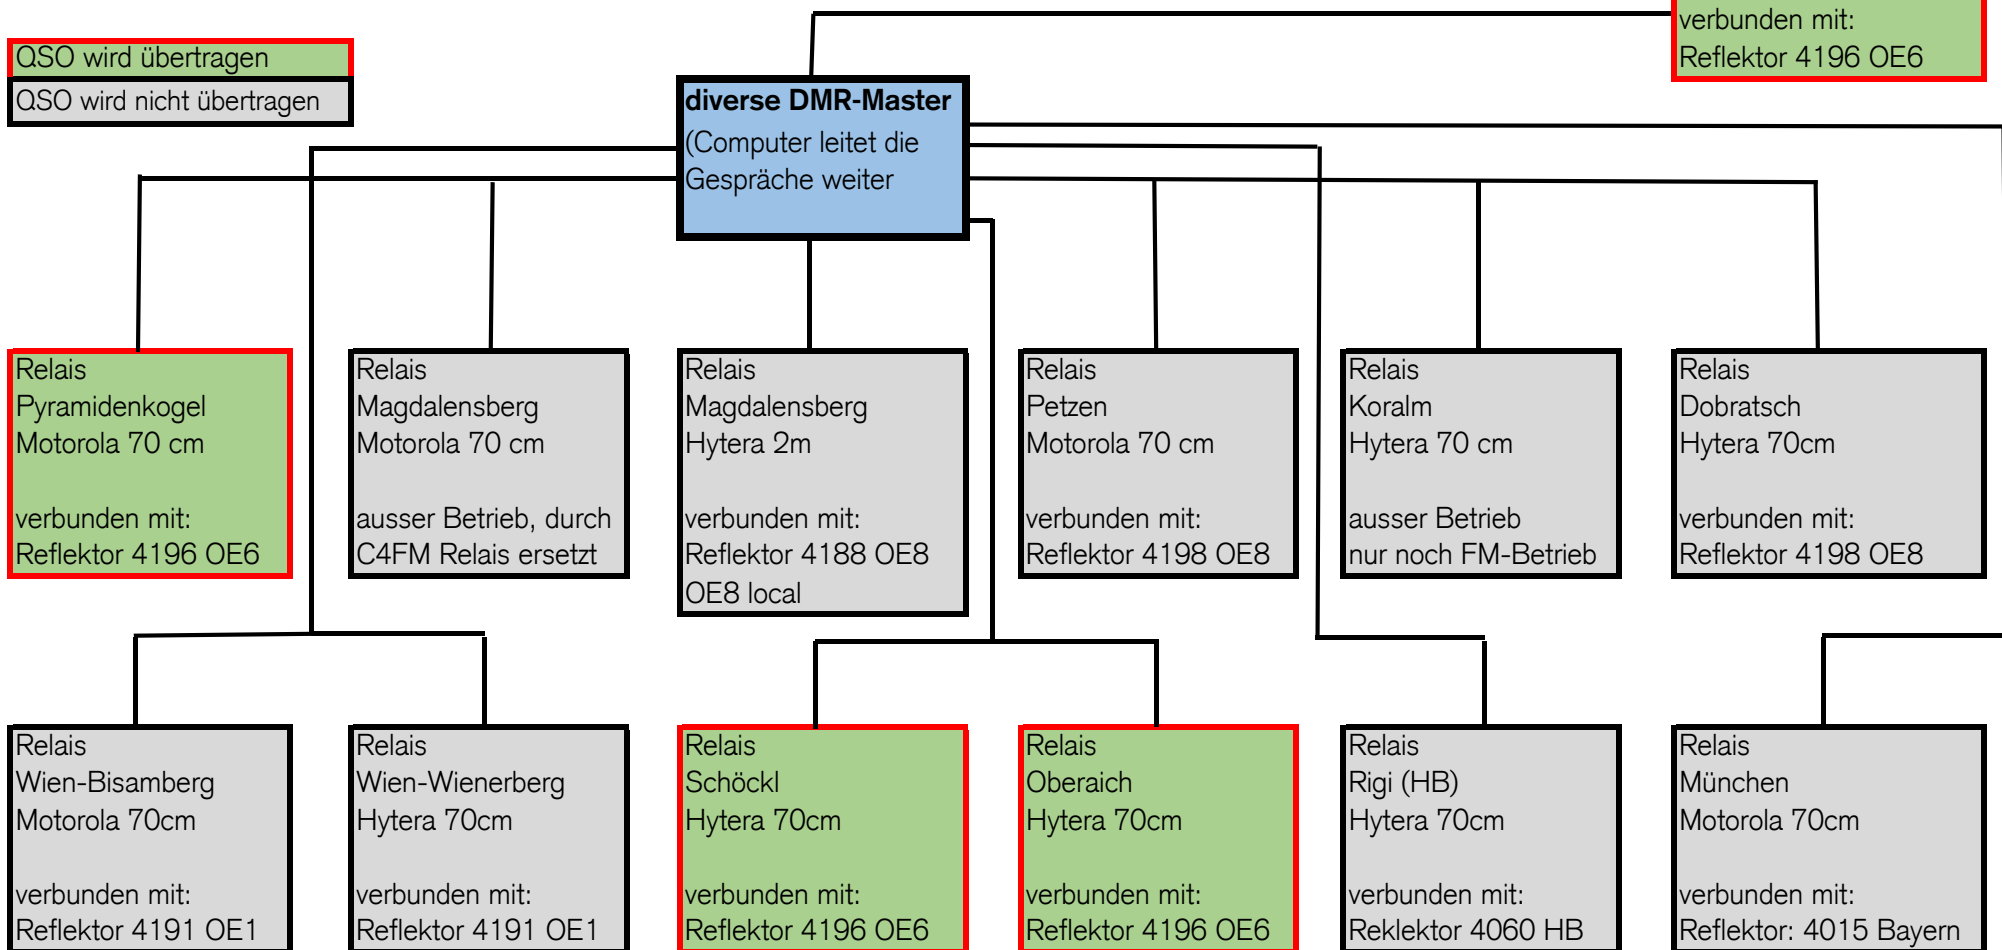 verbunden mit:
Reflektor 4196 OE6
QSO wird übertragen
QSO wird nicht übertragen
diverse DMR-Master
(Computer leitet die
Gespräche weiter
Relais
Pyramidenkogel
Motorola 70 cm
verbunden mit:
Reflektor 4196 OE6
Relais
Magdalensberg
Motorola 70 cm
ausser Betrieb, durch
C4FM Relais ersetzt
Relais
Magdalensberg
Hytera 2m
verbunden mit:
Reflektor 4188 OE8
OE8 local
Relais
Petzen
Motorola 70 cm
verbunden mit:
Reflektor 4198 OE8
Relais
Koralm
Hytera 70 cm
ausser Betrieb
nur noch FM-Betrieb
Relais
Dobratsch
Hytera 70cm
verbunden mit:
Reflektor 4198 OE8
Relais
Wien-Bisamberg
Motorola 70cm
verbunden mit:
Reflektor 4191 OE1
Relais
Wien-Wienerberg
Hytera 70cm
verbunden mit:
Reflektor 4191 OE1
Relais
Schöckl
Hytera 70cm
verbunden mit:
Reflektor 4196 OE6
Relais
Oberaich
Hytera 70cm
verbunden mit:
Reflektor 4196 OE6
Relais
Rigi (HB)
Hytera 70cm
verbunden mit:
Reklektor 4060 HB
Relais
München
Motorola 70cm
verbunden mit:
Reflektor: 4015 Bayern